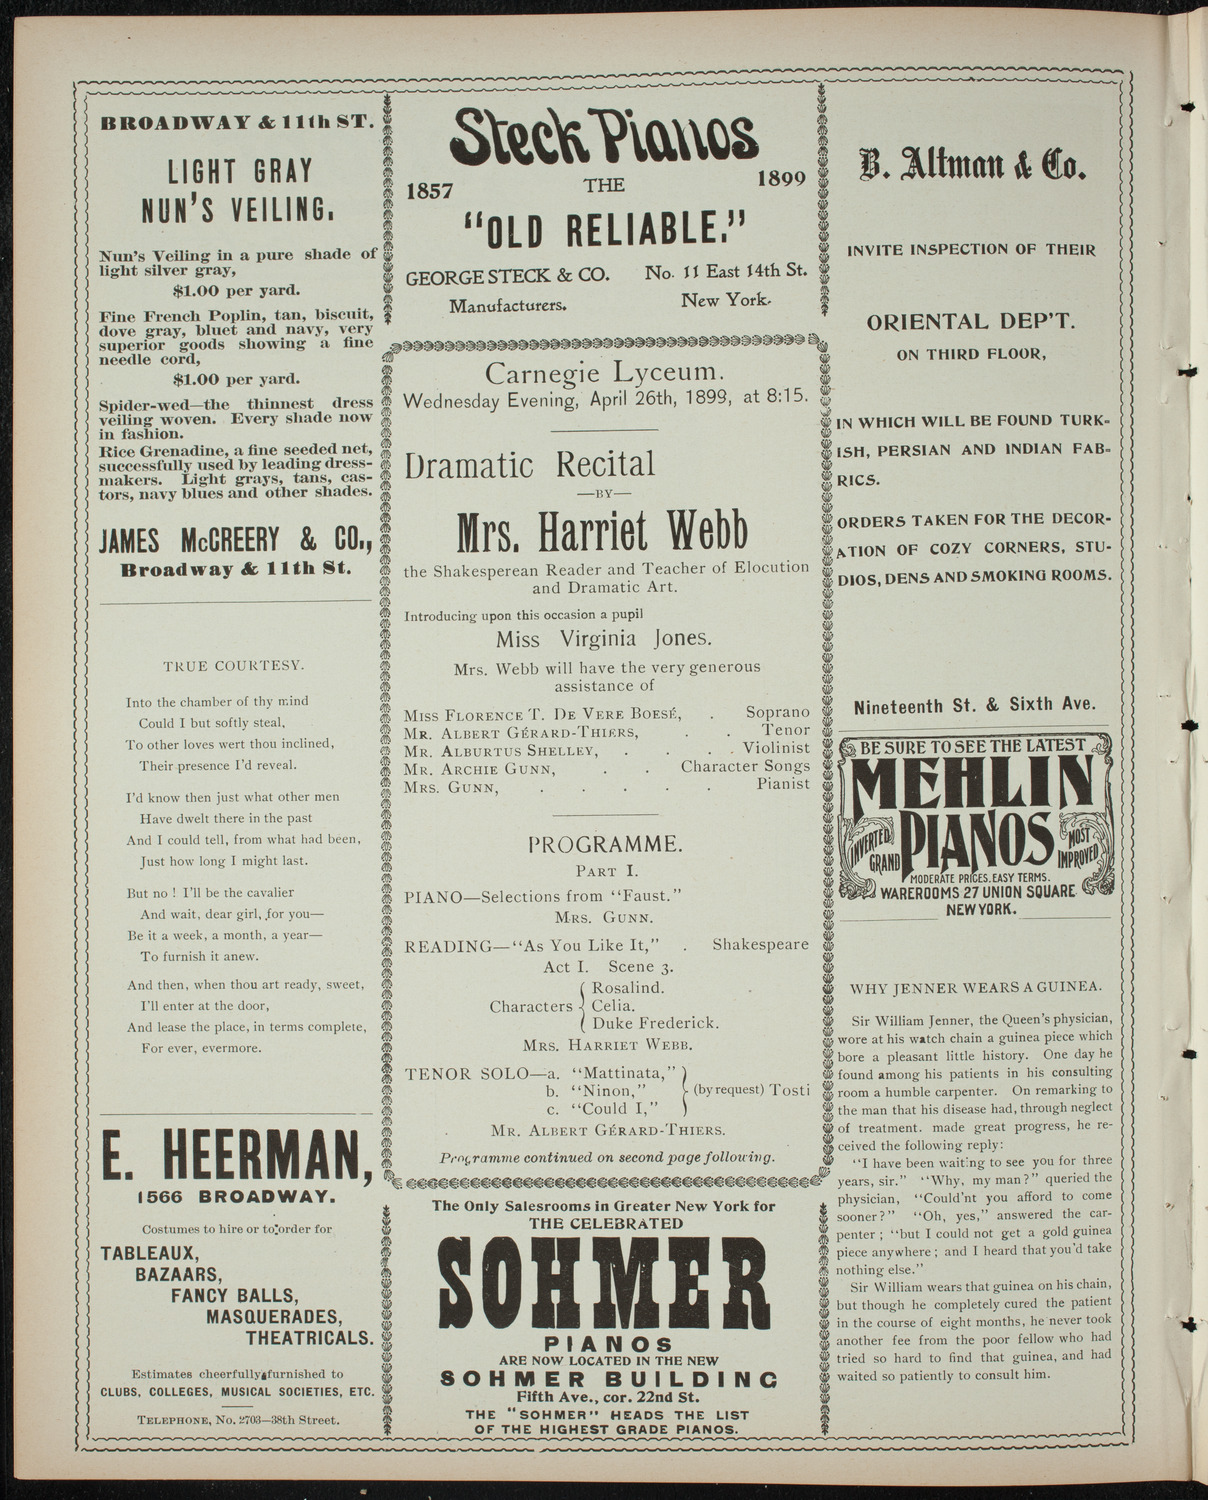 BROADWAY & 11th ST.
LIGHT GRAY
NUN'S VEILING.
Nun's Veiling in a pure shade of
light silver gray,
$1.00 per yard.
Fine French Poplin, tan, biscuit,
dove gray, bluet and navy, very
superior goods showing a fine
needle cord,
$1.00 per yard.
Spider-wed—the thinnest dress
veiling woven. Every shade now
in fashion.
Rice Grenadine, a fine seeded net,
successfully used by leading dress-
makers. Light grays, tans, cas-
tors, navy blues and other shades.
JAMES McCREERY & CO.,
Broadway & 11th St.
TRUE COURTESY.
Into the chamber of thy mind
Could I but softly steal,
To other loves wert thou inclined,
Their presence I'd reveal.
I'd know then just what other men
Have dwelt there in the past
And I could tell, from what had been,
Just how long I might last.
But no! I'll be the cavalier
And wait, dear girl, for you—
Be it a week, a month, a year—
To furnish it anew.
And then, when thou art ready, sweet,
I'll enter at the door,
And lease the place, in terms complete,
For ever, evermore.
E. HEERMAN,
1566 BROADWAY.
Costumes to hire or to order for
TABLEAUX,
BAZAARS,
FANCY BALLS,
MASQUERADES,
THEATRICALS.
Estimates cheerfully furnished to
CLUBS, COLLEGES, MUSICAL SOCIETIES, ETC.
TELEPHONE, No. 2703—38th Street.
Steck Pianos
1857 THE 1899
"OLD RELIABLE."
GEORGE STECK & CO. No. 11 East 14th St.
Manufacturers. New York.
Carnegie Lyceum.
Wednesday Evening, April 26th, 1899, at 8:15.
Dramatic Recital
—BY—
Mrs. Harriet Webb
the Shakesperean Reader and Teacher of Elocution
and Dramatic Art.
Introducing upon this occasion a pupil
Miss Virginia Jones.
Mrs. Webb will have the very generous
assistance of
MISS FLORENCE T. DE VERE BOESÉ, . Soprano
MR. ALBERT GÉRARD-THIERS, . . Tenor
MR. ALBURTUS SHELLEY, . . . . Violinist
MR. ARCHIE GUNN, . . Character Songs
MRS. GUNN, . . . . . Pianist
PROGRAMME.
PART I.
PIANO—Selections from "Faust."
MRS. GUNN.
READING—"As You Like It," . Shakespeare
Act I. Scene 3.
Rosalind.
Characters { Celia.
Duke Frederick.
MRS. HARRIET WEBB.
TENOR SOLO—a. "Mattinata,"
b. "Ninon," } (by request) Tosti
c. "Could I,"
MR. ALBERT GÉRARD-THIERS.
Programme continued on second page following.
The Only Salesrooms in Greater New York for
THE CELEBRATED
SOHMER
PIANOS
ARE NOW LOCATED IN THE NEW
SOHMER BUILDING
Fifth Ave., cor. 22nd St.
THE "SOHMER" HEADS THE LIST
OF THE HIGHEST GRADE PIANOS.
B. Altman & Co.
INVITE INSPECTION OF THEIR
ORIENTAL DEP'T.
ON THIRD FLOOR,
IN WHICH WILL BE FOUND TURK-
ISH, PERSIAN AND INDIAN FAB-
RICS.
ORDERS TAKEN FOR THE DECOR-
ATION OF COZY CORNERS, STU-
DIOS, DENS AND SMOKING ROOMS.
Nineteenth St. & Sixth Ave.
BE SURE TO SEE THE LATEST
MEHLIN
INVERTED GRAND PIANOS MOST IMPROVED
MODERATE PRICES. EASY TERMS.
WAREROOMS 27 UNION SQUARE
NEW YORK.
WHY JENNER WEARS A GUINEA.
Sir William Jenner, the Queen's physician,
wore at his watch chain a guinea piece which
bore a pleasant little history. One day he
found among his patients in his consulting
room a humble carpenter. On remarking to
the man that his disease had, through neglect
of treatment. made great progress, he re-
ceived the following reply:
"I have been waiting to see you for three
years, sir." "Why, my man?" queried the
physician, "Could'nt you afford to come
sooner?" "Oh, yes," answered the car-
penter; "but I could not get a gold guinea
piece anywhere; and I heard that you'd take
nothing else."
Sir William wears that guinea on his chain,
but though he completely cured the patient
in the course of eight months, he never took
another fee from the poor fellow who had
tried so hard to find that guinea, and had
waited so patiently to consult him.